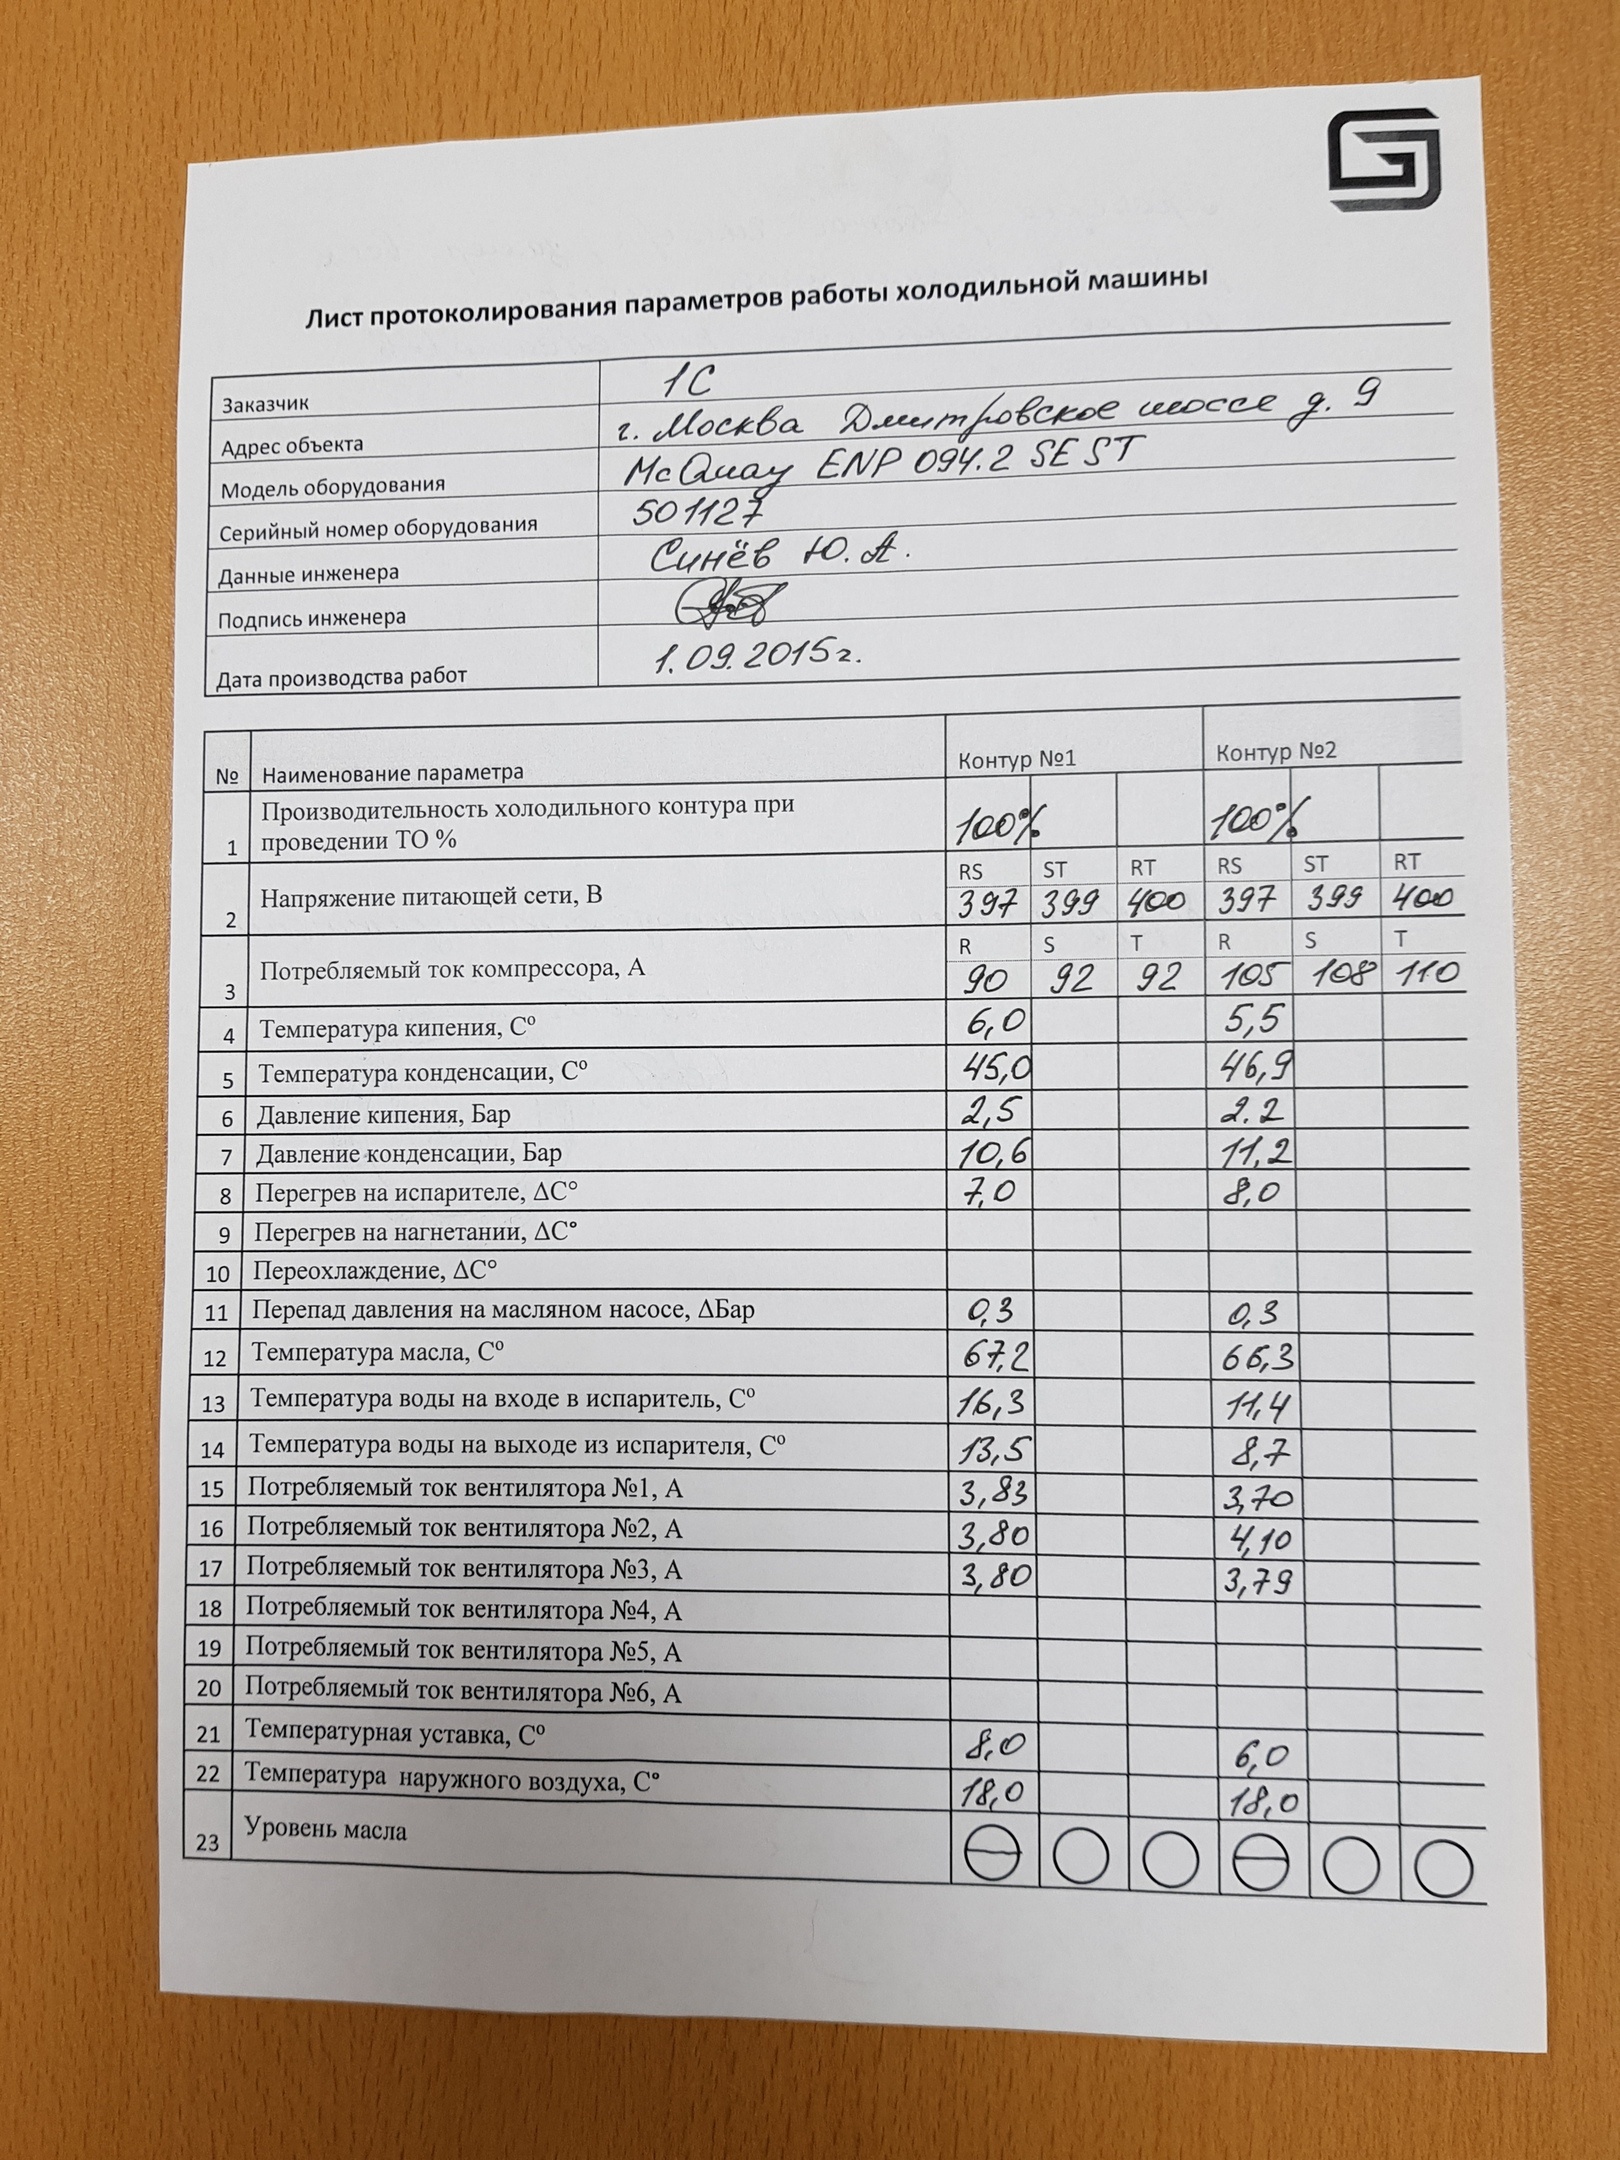 Лист протоколирования параметров работы холодильной машины
Заказчик 1С
Адрес объекта г. Москва Дмитровское шоссе д. 9
Модель оборудования McQuay ENP 094.2 SE ST
Серийный номер оборудования 501127
Данные инженера Синёв Ю. А.
Подпись инженера
Дата производства работ 1.09.2015г.
№ Наименование параметра Контур №1 Контур №2
1 Производительность холодильного контура при проведении ТО % 100% 100%
RS ST RT RS ST RT
2 Напряжение питающей сети, В 397 399 400 397 399 400
R S T R S T
3 Потребляемый ток компрессора, А 90 92 92 105 108 110
4 Температура кипения, Сº 6,0 5,5
5 Температура конденсации, Сº 45,0 46,9
6 Давление кипения, Бар 2,5 2.2
7 Давление конденсации, Бар 10,6 11,2
8 Перегрев на испарителе, ΔС° 7,0 8,0
9 Перегрев на нагнетании, ΔС°
10 Переохлаждение, ΔС°
11 Перепад давления на масляном насосе, ΔБар 0,3 0,3
12 Температура масла, Сº 67,2 66,3
13 Температура воды на входе в испаритель, Сº 16,3 11,4
14 Температура воды на выходе из испарителя, Сº 13,5 8,7
15 Потребляемый ток вентилятора №1, А 3,83 3,70
16 Потребляемый ток вентилятора №2, А 3,80 4,10
17 Потребляемый ток вентилятора №3, А 3,80 3,79
18 Потребляемый ток вентилятора №4, А
19 Потребляемый ток вентилятора №5, А
20 Потребляемый ток вентилятора №6, А
21 Температурная уставка, Сº 8,0 6,0
22 Температура наружного воздуха, С° 18,0 18,0
23 Уровень масла